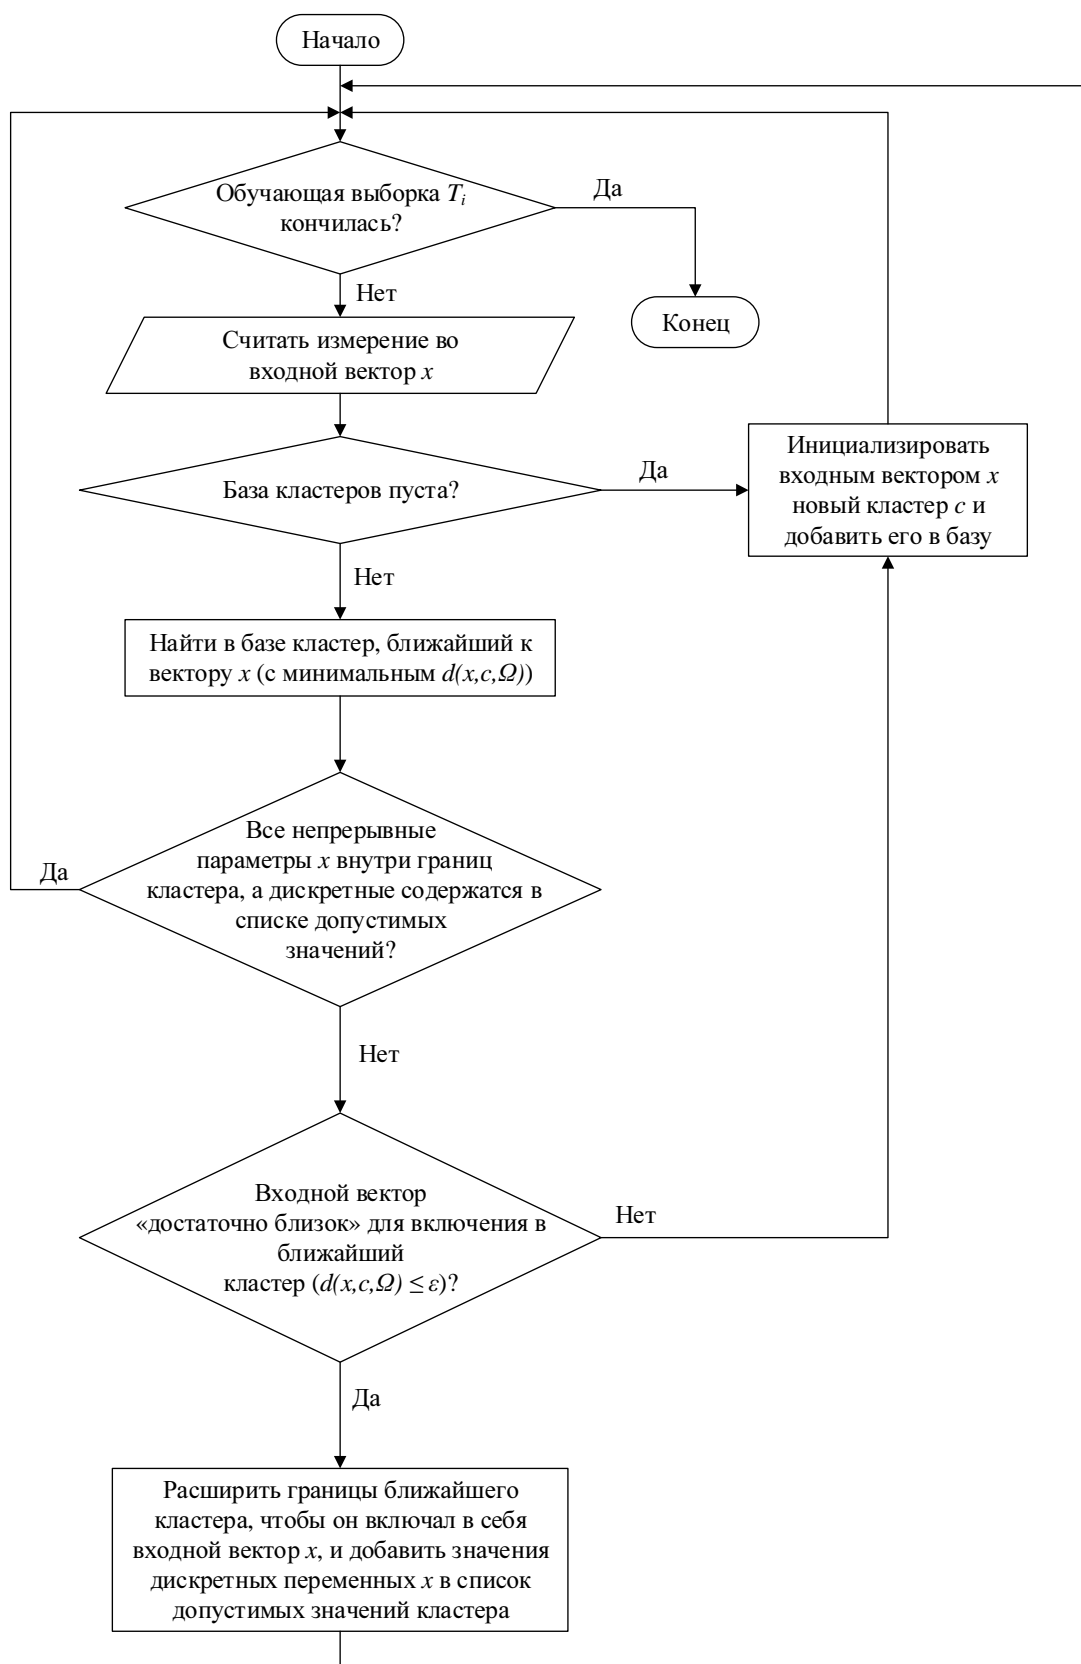 Начало
Обучающая выборка Ti
кончилась?
Да
Нет
Конец
Считать измерение во
входной вектор x
База кластеров пуста?
Да
Инициализировать
входным вектором x
новый кластер c и
добавить его в базу
Нет
Найти в базе кластер, ближайший к
вектору x (с минимальным d(x,c,Ω))
Все непрерывные
параметры x внутри границ
кластера, а дискретные содержатся в
списке допустимых
значений?
Да
Нет
Входной вектор
«достаточно близок» для включения в
ближайший
кластер (d(x,c,Ω) ≤ ε)?
Нет
Да
Расширить границы ближайшего
кластера, чтобы он включал в себя
входной вектор x, и добавить значения
дискретных переменных x в список
допустимых значений кластера